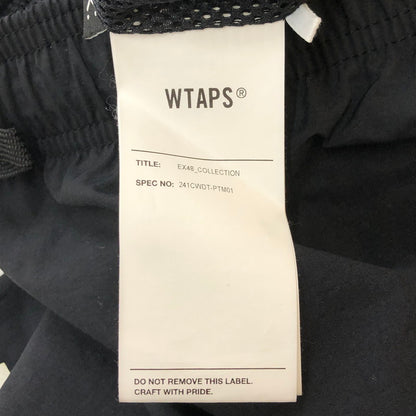 WTAPS®
TITLE: EX48_COLLECTION
SPEC NO: 241CWDT-PTM01
DO NOT REMOVE THIS LABEL.
CRAFT WITH PRIDE.